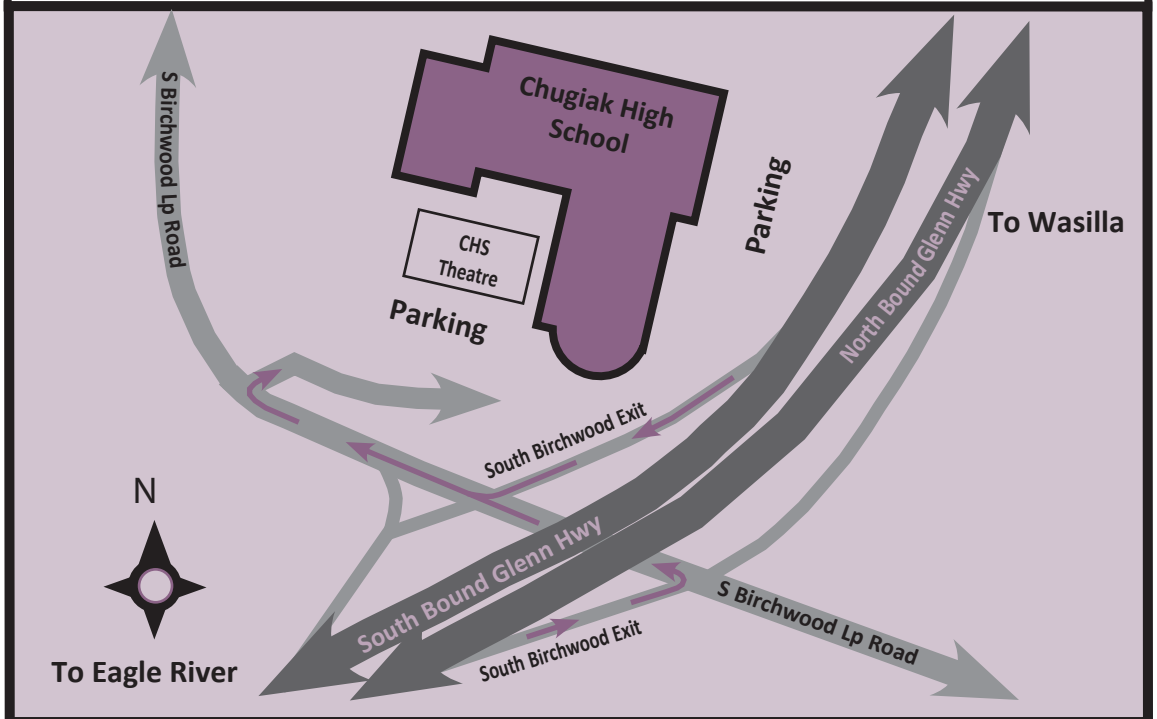 Chugiak High
School
S Birchwood Lp Road
Parking
To Wasilla
CHS
Theatre
North Bound Glenn Hwy
Parking
South Birchwood Exit
N
South Bound Glenn Hwy
S Birchwood Lp Road
South Birchwood Exit
To Eagle River